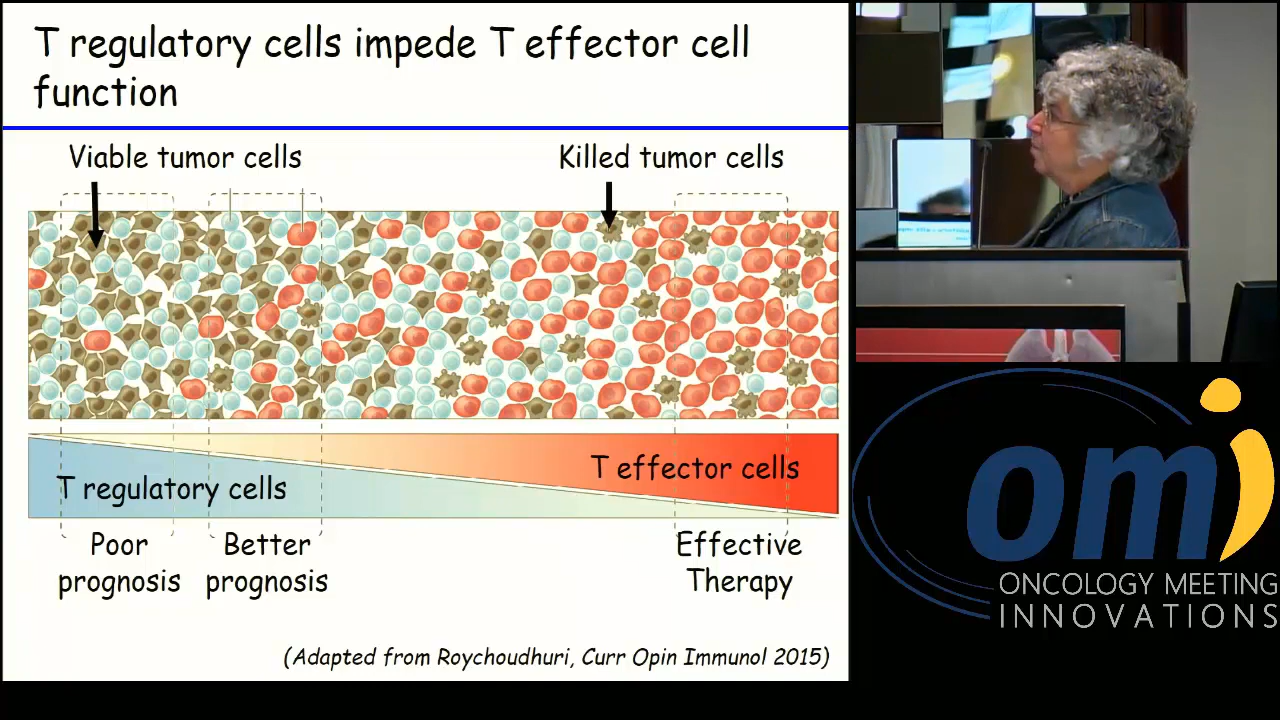 T regulatory cells impede T effector cell
function
Viable tumor cells
Killed tumor cells
T effector cells
T regulatory cells
Poor
prognosis
Better
prognosis
Effective
Therapy
(Adapted from Roychoudhuri, Curr Opin Immunol 2015)
omi
ONCOLOGY MEETING
INNOVATIONS